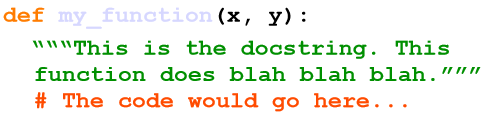 def my_function(x, y):
“““This is the docstring. This
function does blah blah blah.”””
# The code would go here...